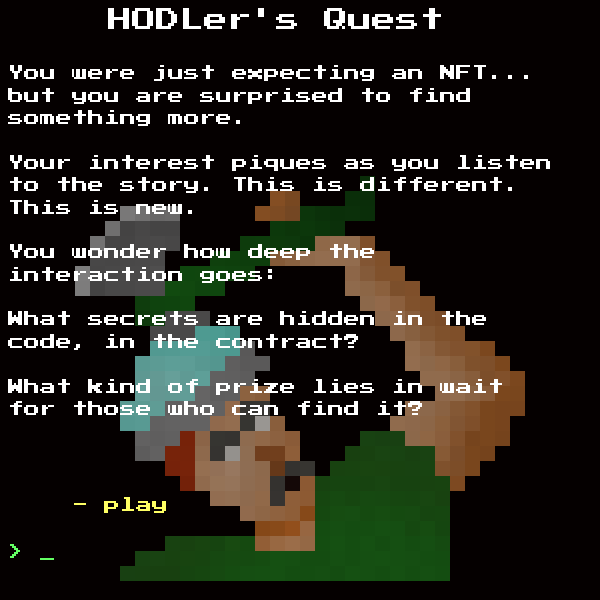 HODLer's Quest
You were just expecting an NFT...
but you are surprised to find
something more.
Your interest piques as you listen
to the story. This is different.
This is new.
You wonder how deep the
interaction goes:
What secrets are hidden in the
code, in the contract?
What kind of prize lies in wait
for those who can find it?
- play
> _